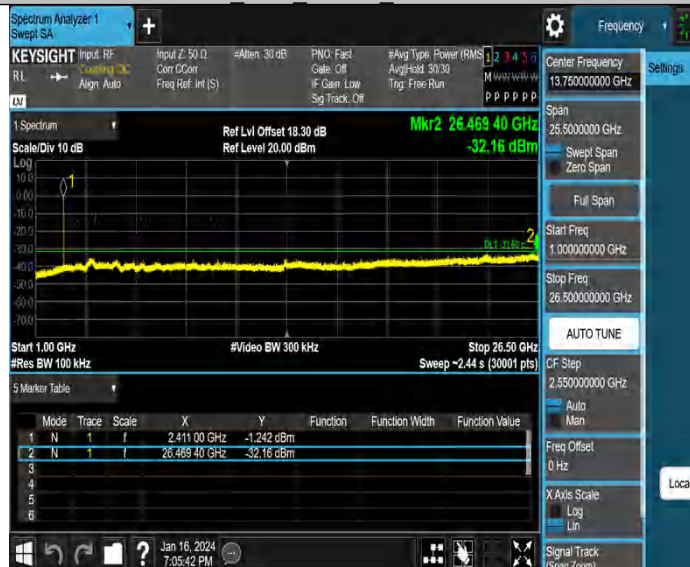 Spectrum Analyzer 1
Swept SA
+
Frequency
KEYSIGHT
Input: RF
Coupling: DC
Align: Auto
Input Z: 50 Ω
Corr CCorr
Freq Ref: Int (S)
#Atten: 30 dB
PNO: Fast
Gate: Off
IF Gain: Low
Sig Track: Off
#Avg Type: Power (RMS
Avg|Hold: 30/30
Trig: Free Run
1 2 3 4 5 6
M W W W W W
P P P P P P
RL
LXI
1 Spectrum
Scale/Div 10 dB
Ref Lvl Offset 18.30 dB
Ref Level 20.00 dBm
Mkr2 26.469 40 GHz
-32.16 dBm
Log
10.0
0.00
-10.0
-20.0
-30.0
-40.0
-50.0
-60.0
-70.0
1
2
Start 1.00 GHz
#Res BW 100 kHz
#Video BW 300 kHz
Stop 26.50 GHz
Sweep ~2.44 s (30001 pts)
5 Marker Table
Mode Trace Scale X Y Function Function Width Function Value
1 N 1 f 2.411 00 GHz -1.242 dBm
2 N 1 f 26.469 40 GHz -32.16 dBm
3
4
5
6
?
Jan 16, 2024
7:05:42 PM
Center Frequency
13.750000000 GHz
Settings
Span
25.5000000 GHz
Swept Span
Zero Span
Full Span
Start Freq
1.000000000 GHz
Stop Freq
26.500000000 GHz
AUTO TUNE
CF Step
2.550000000 GHz
Auto
Man
Freq Offset
0 Hz
X Axis Scale
Log
Lin
Loca
Signal Track
(Span Zoom)